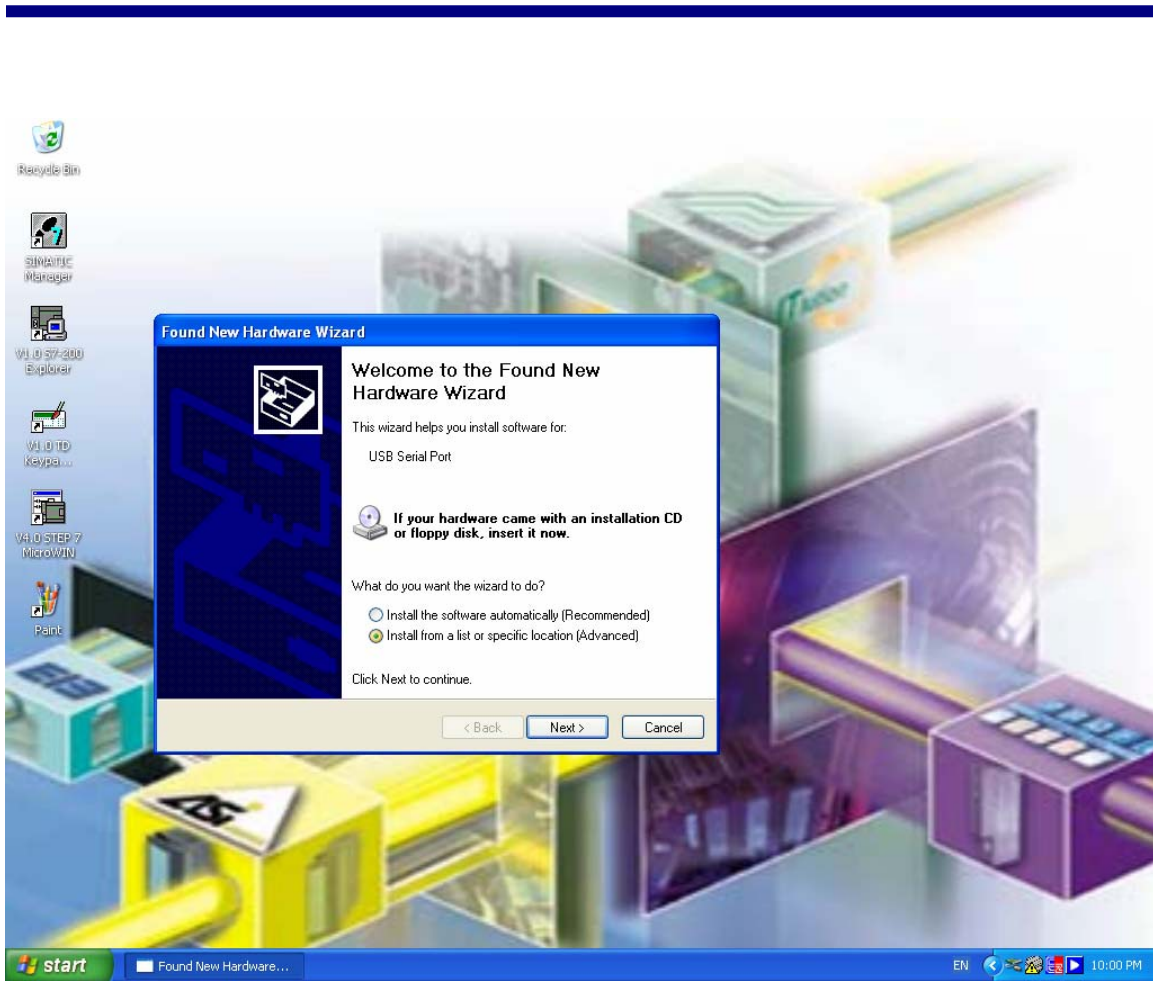 Recycle Bin
SIMATIC
Manager
V1.0 S7-200
Explorer
V1.0 TD
Keypa...
V4.0 STEP 7
MicroWIN
Paint
Found New Hardware Wizard
Welcome to the Found New
Hardware Wizard
This wizard helps you install software for:
USB Serial Port
If your hardware came with an installation CD
or floppy disk, insert it now.
What do you want the wizard to do?
Install the software automatically (Recommended)
Install from a list or specific location (Advanced)
Click Next to continue.
< Back
Next >
Cancel
EIB
ASi
start
Found New Hardware...
EN
10:00 PM